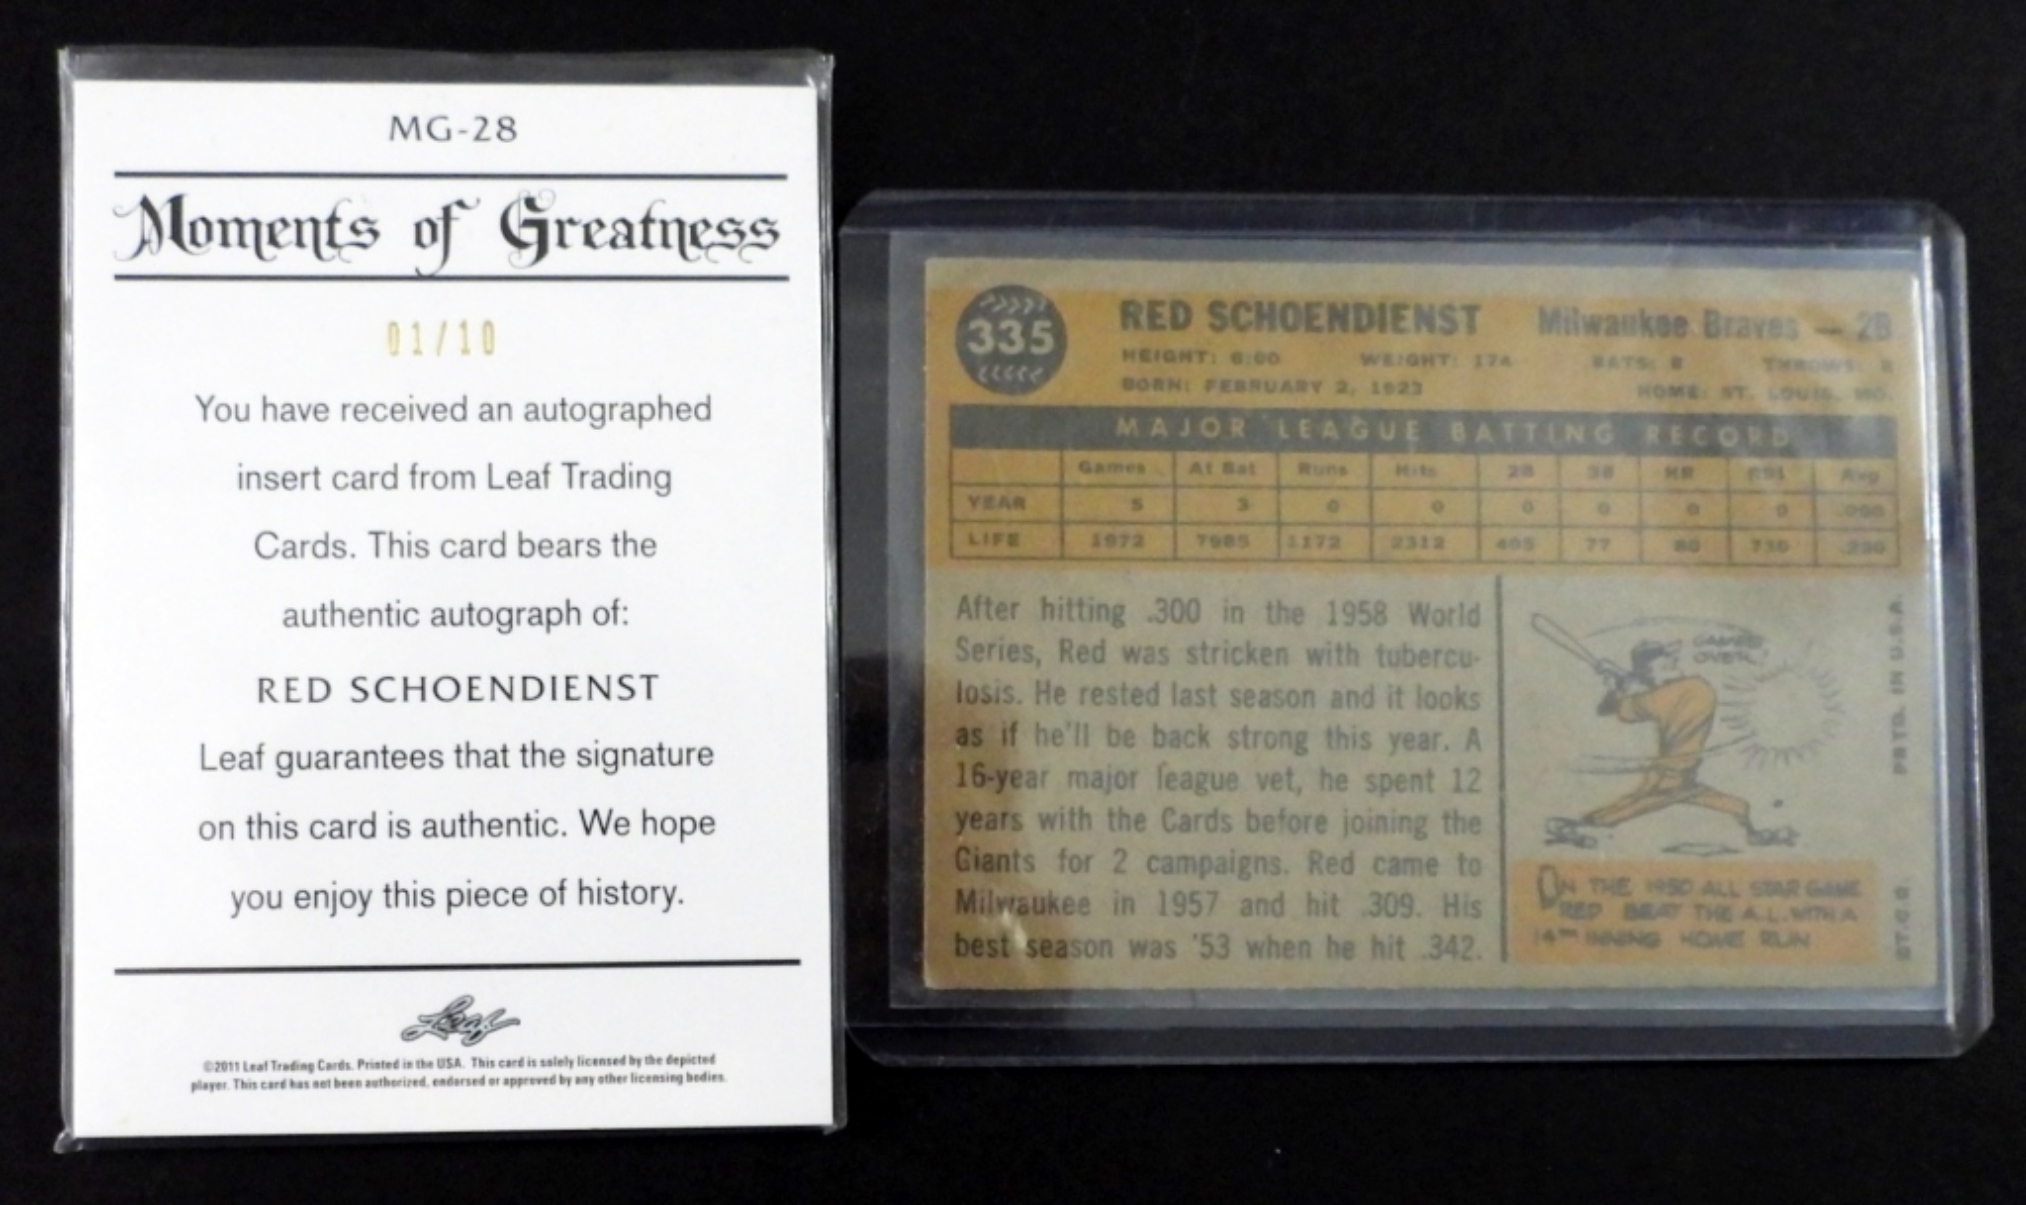 MG-28
Moments of Greatness
01/10
You have received an autographed
insert card from Leaf Trading
Cards. This card bears the
authentic autograph of:
RED SCHOENDIENST
Leaf guarantees that the signature
on this card is authentic. We hope
you enjoy this piece of history.
Leaf
©2011 Leaf Trading Cards. Printed in the USA. This card is solely licensed by the depicted
player. This card has not been authorized, endorsed or approved by any other licensing bodies.
335
RED SCHOENDIENST Milwaukee Braves — 2B
HEIGHT: 6:00 WEIGHT: BATS: THROWS:
BORN: FEBRUARY 2, 1923 HOME: ST. LOUIS, MO.
MAJOR LEAGUE BATTING RECORD
Games At Bat Runs Hits 2B 3B HR RBI Avg
YEAR 5 3 0 0 0 0 0 0 .000
LIFE 1972 7985 1172 2312 405 77 80
After hitting .300 in the 1958 World
Series, Red was stricken with tubercu-
losis. He rested last season and it looks
as if he'll be back strong this year. A
16-year major league vet, he spent 12
years with the Cards before joining the
Giants for 2 campaigns. Red came to
Milwaukee in 1957 and hit .309. His
best season was '53 when he hit .342.
GAME'S
OVER!
IN THE 1950 ALL STAR GAME
RED BEAT THE A.L. WITH A
14TH INNING HOME RUN
©T.C.G. PRTD. IN U.S.A.